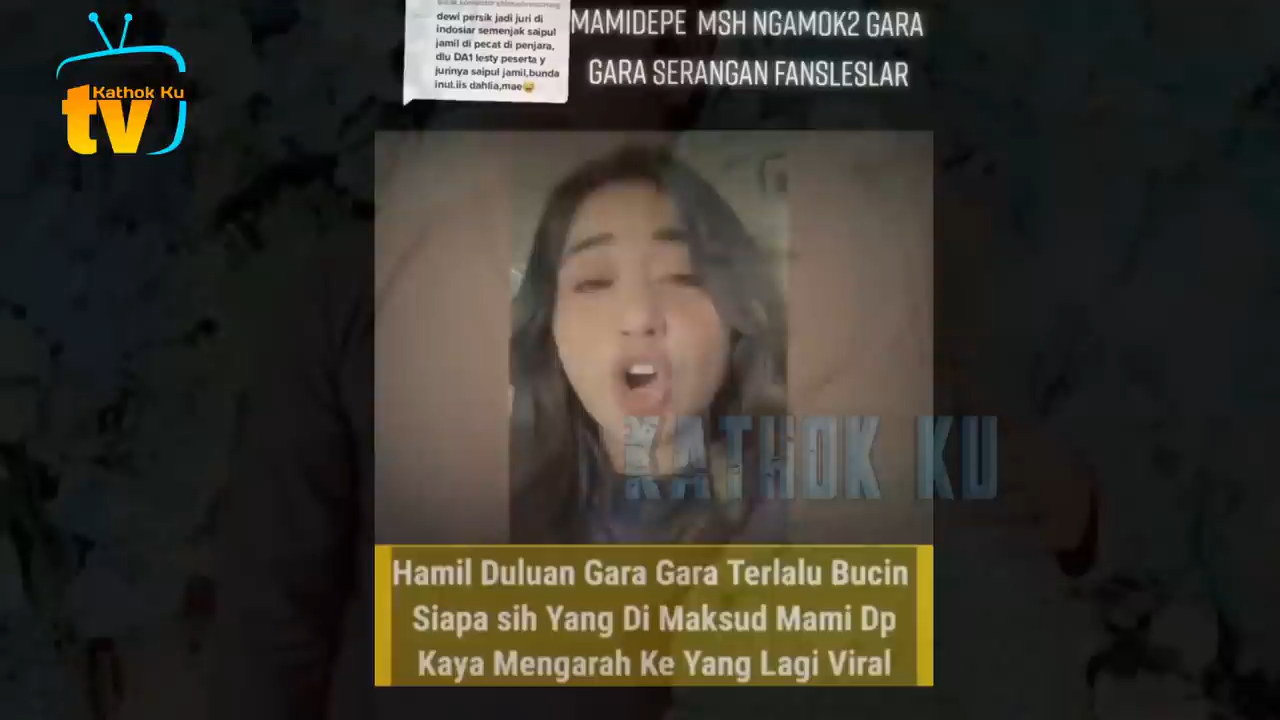 dewi persik jadi juri di
indosiar semenjak saipul
jamil di pecat di penjara,
dlu DA1 lesty peserta y
jurinya saipul jamil,bunda
inul.iis dahlia,mae😅
MAMIDEPE MSH NGAMOK2 GARA
GARA SERANGAN FANSLESLAR
Kathok Ku
tv
KATHOK KU
Hamil Duluan Gara Gara Terlalu Bucin
Siapa sih Yang Di Maksud Mami Dp
Kaya Mengarah Ke Yang Lagi Viral